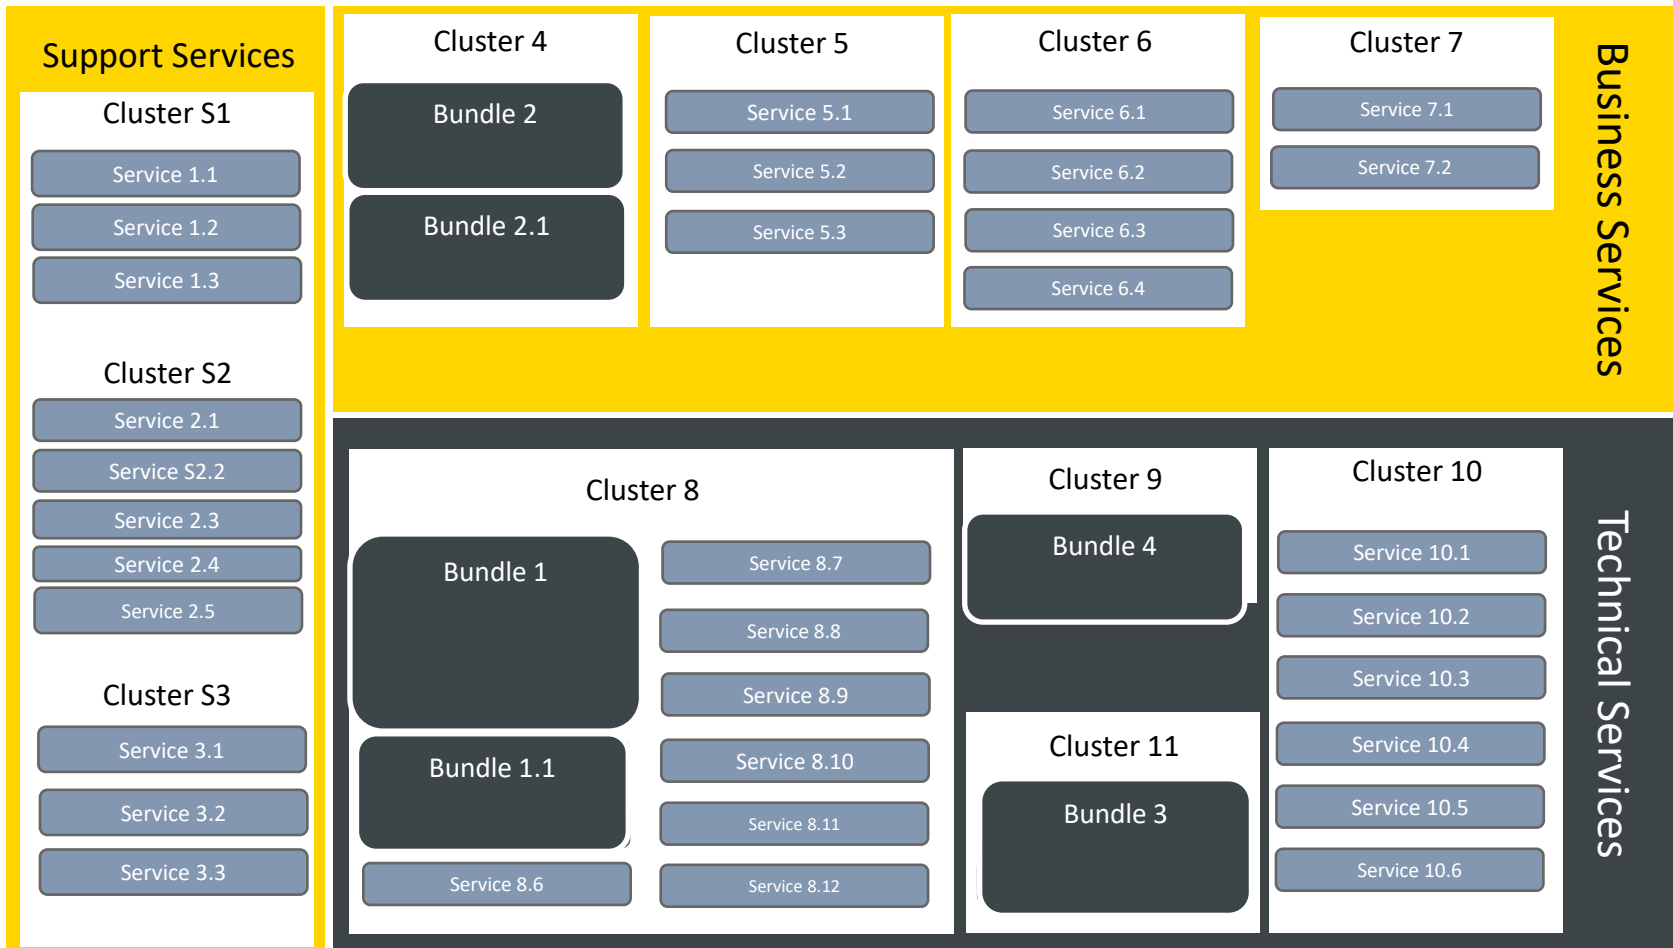 Support Services
Cluster S1
Service 1.1
Service 1.2
Service 1.3
Cluster S2
Service 2.1
Service S2.2
Service 2.3
Service 2.4
Service 2.5
Cluster S3
Service 3.1
Service 3.2
Service 3.3
Business Services
Cluster 4
Bundle 2
Bundle 2.1
Cluster 5
Service 5.1
Service 5.2
Service 5.3
Cluster 6
Service 6.1
Service 6.2
Service 6.3
Service 6.4
Cluster 7
Service 7.1
Service 7.2
Technical Services
Cluster 8
Bundle 1
Bundle 1.1
Service 8.6
Service 8.7
Service 8.8
Service 8.9
Service 8.10
Service 8.11
Service 8.12
Cluster 9
Bundle 4
Cluster 11
Bundle 3
Cluster 10
Service 10.1
Service 10.2
Service 10.3
Service 10.4
Service 10.5
Service 10.6